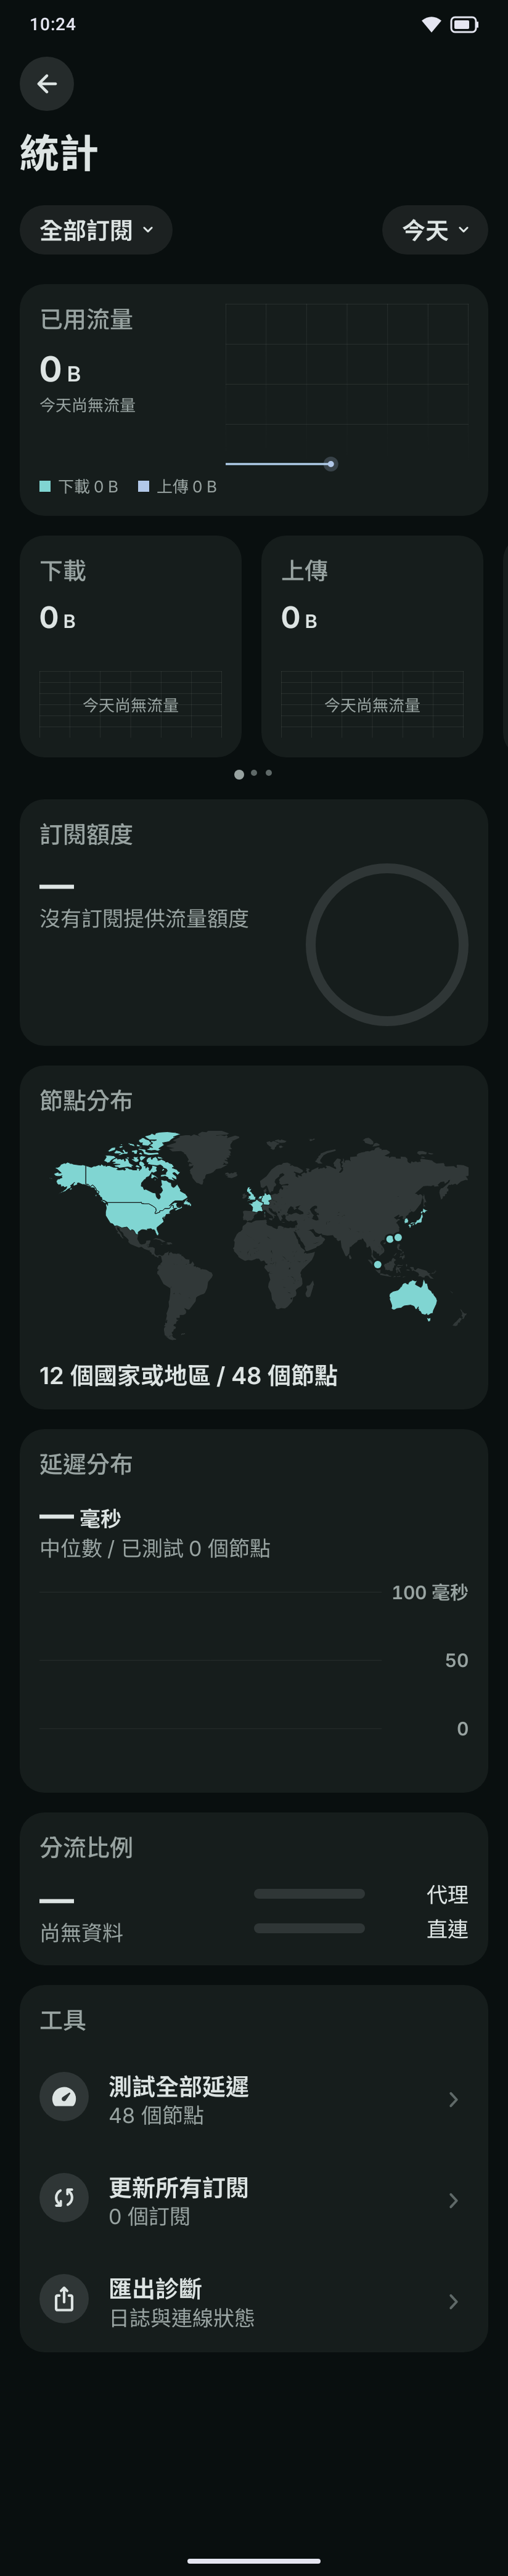 10:24
統計
全部訂閱
今天
已用流量
0 B
今天尚無流量
下載 0 B
上傳 0 B
下載
0 B
今天尚無流量
上傳
0 B
今天尚無流量
訂閱額度
—
沒有訂閱提供流量額度
節點分布
12 個國家或地區 / 48 個節點
延遲分布
— 毫秒
中位數 / 已測試 0 個節點
100 毫秒
50
0
分流比例
—
尚無資料
代理
直連
工具
測試全部延遲
48 個節點
更新所有訂閱
0 個訂閱
匯出診斷
日誌與連線狀態